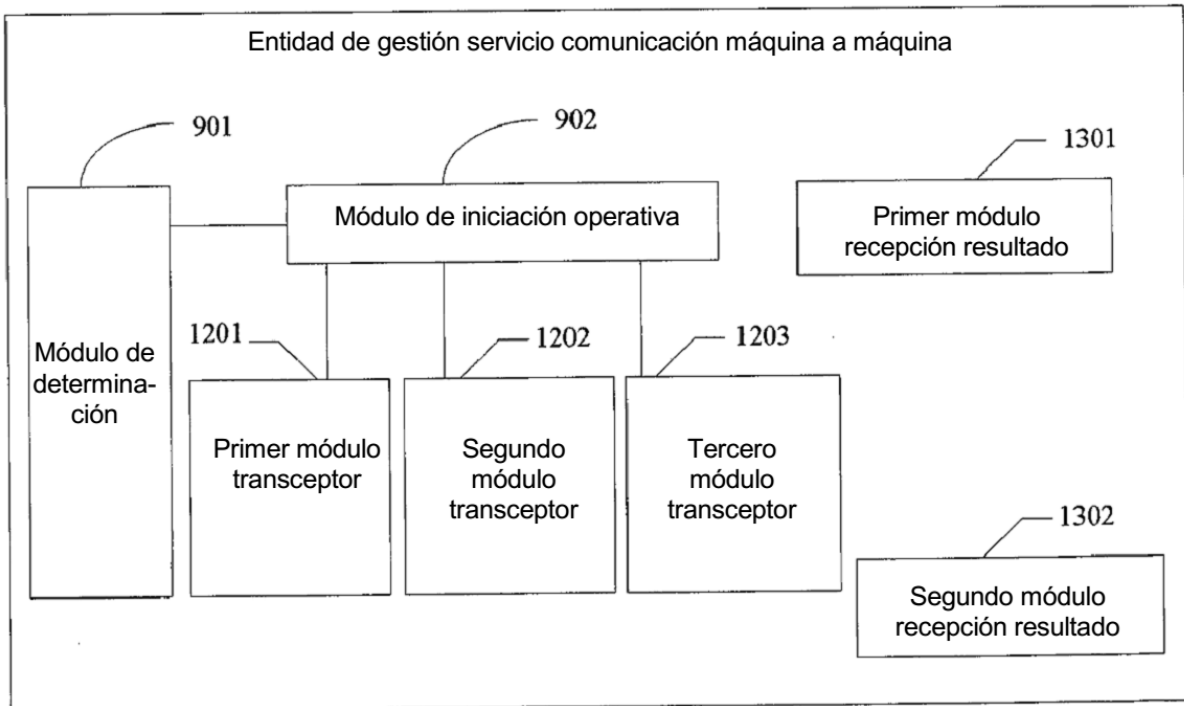 Entidad de gestión servicio comunicación máquina a máquina
901
902
1301
Módulo de iniciación operativa
Primer módulo
recepción resultado
1201
1202
1203
Módulo de
determina-
ción
Primer módulo
transceptor
Segundo
módulo
transceptor
Tercero
módulo
transceptor
1302
Segundo módulo
recepción resultado